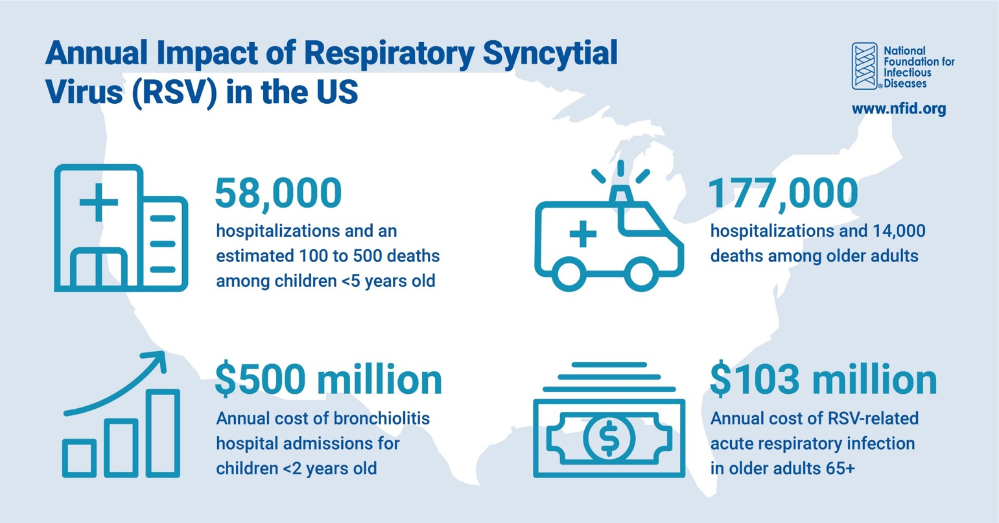 Annual Impact of Respiratory Syncytial
Virus (RSV) in the US
National
Foundation for
Infectious
® Diseases
www.nfid.org
58,000
hospitalizations and an
estimated 100 to 500 deaths
among children <5 years old
177,000
hospitalizations and 14,000
deaths among older adults
$500 million
Annual cost of bronchiolitis
hospital admissions for
children <2 years old
$
$103 million
Annual cost of RSV-related
acute respiratory infection
in older adults 65+